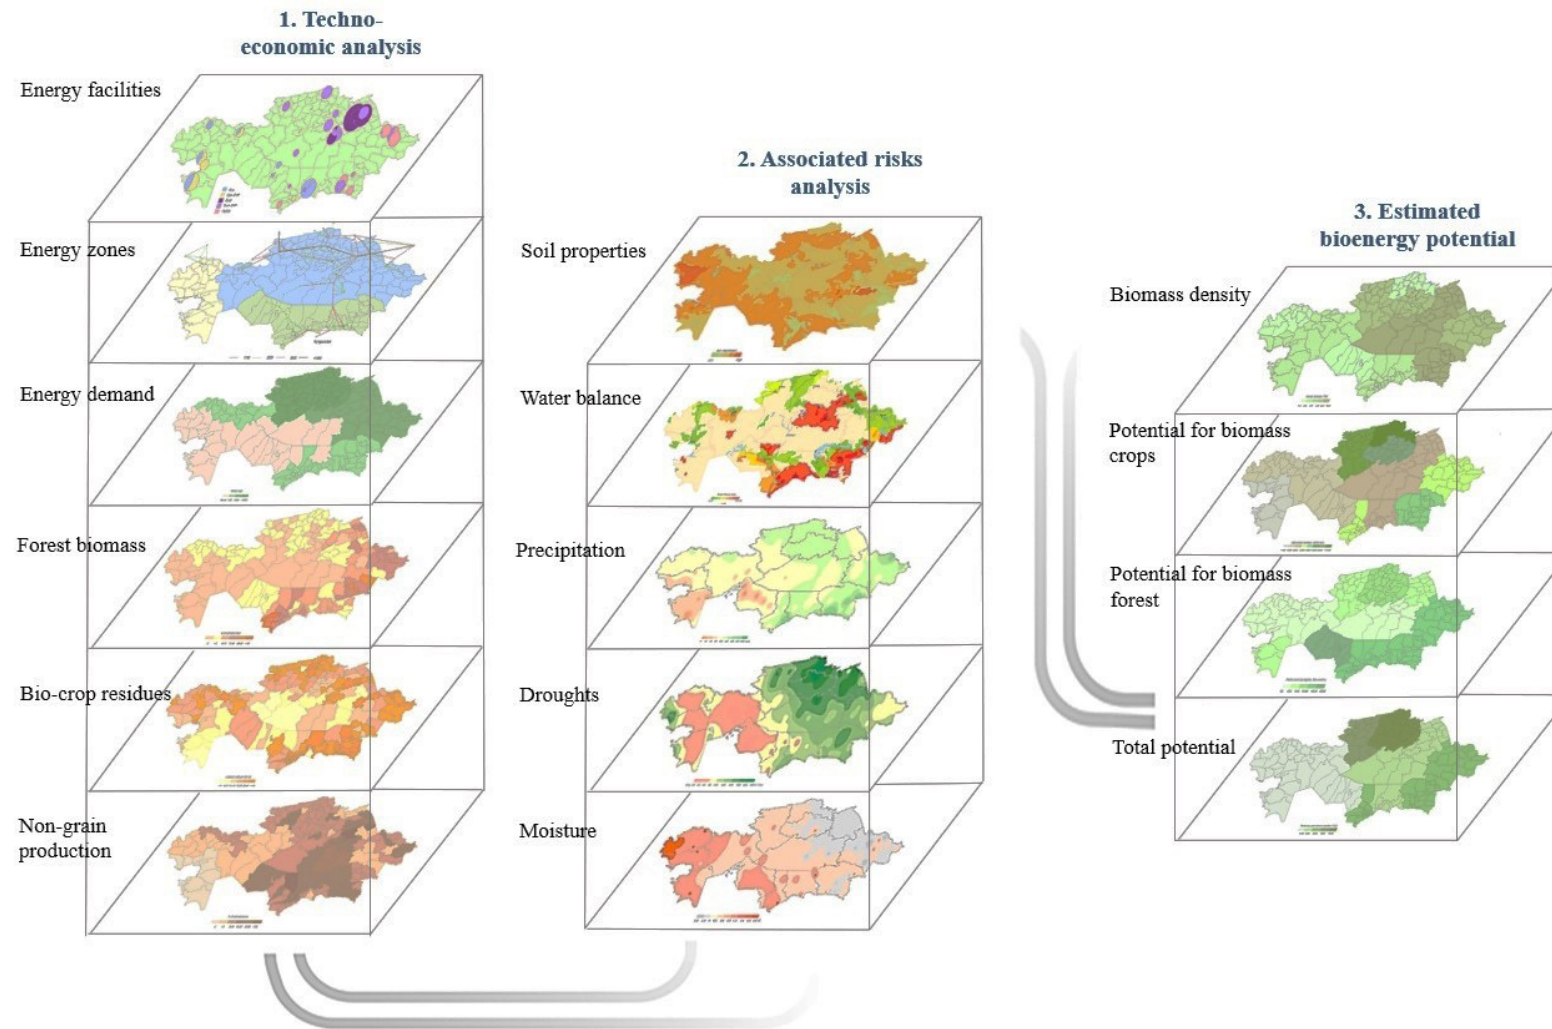 1. Techno-
economic analysis
Energy facilities
Energy zones
Energy demand
Forest biomass
Bio-crop residues
Non-grain
production
2. Associated risks
analysis
Soil properties
Water balance
Precipitation
Droughts
Moisture
3. Estimated
bioenergy potential
Biomass density
Potential for biomass
crops
Potential for biomass
forest
Total potential